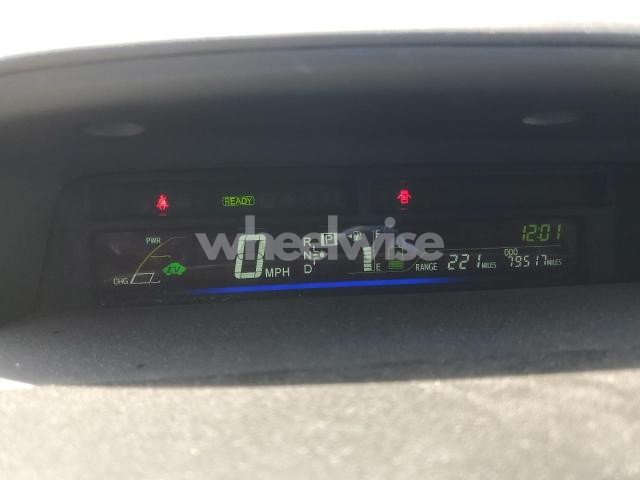 READY
PWR
CHG
EV
0 MPH
R P
N
D
F
E
RANGE 221 MILES
12:01
ODO
79517 MILES
wheelwise